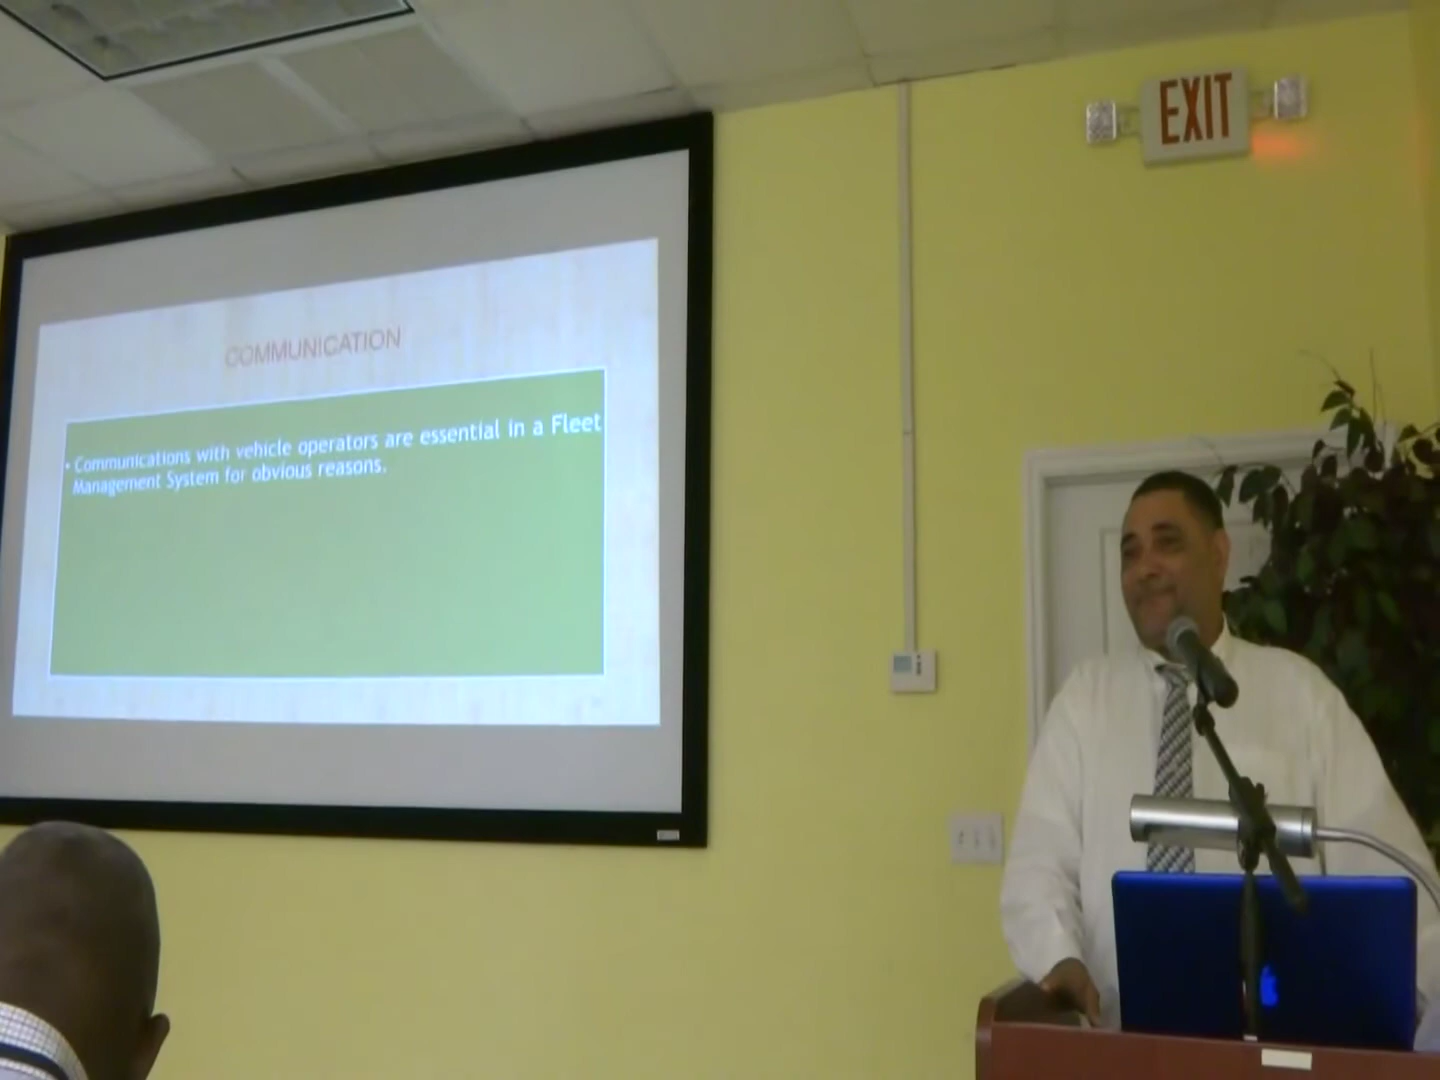 EXIT
COMMUNICATION
• Communications with vehicle operators are essential in a Fleet
Management System for obvious reasons.